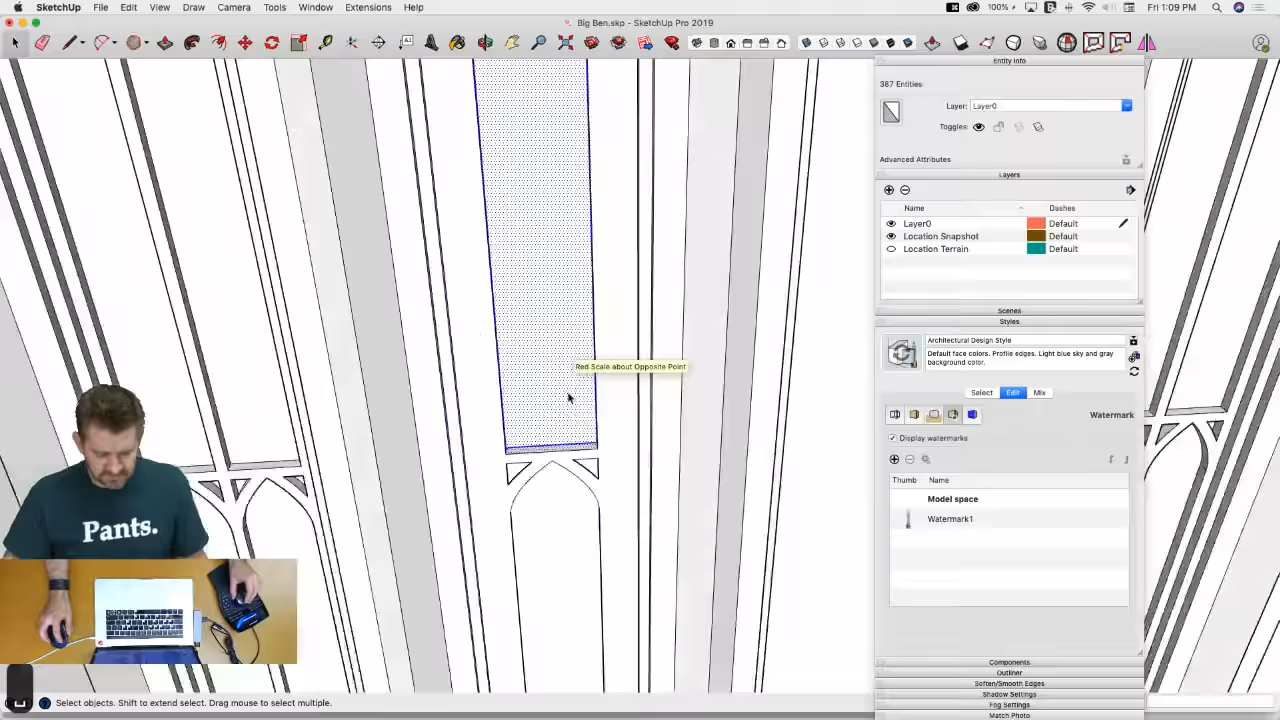 SketchUp File Edit View Draw Camera Tools Window Extensions Help 100% Fri 1:09 PM
Big Ben.skp - SketchUp Pro 2019
Entity Info
387 Entities
Layer: Layer0
Toggles:
Advanced Attributes
Layers
Name Dashes
Layer0 Default
Location Snapshot Default
Location Terrain Default
Scenes
Styles
Architectural Design Style
Default face colors. Profile edges. Light blue sky and gray
background color.
Select Edit Mix
Watermark
Display watermarks
Thumb Name
Model space
Watermark1
Components
Outliner
Soften/Smooth Edges
Shadow Settings
Fog Settings
Match Photo
Red Scale about Opposite Point
Pants.
Select objects. Shift to extend select. Drag mouse to select multiple.